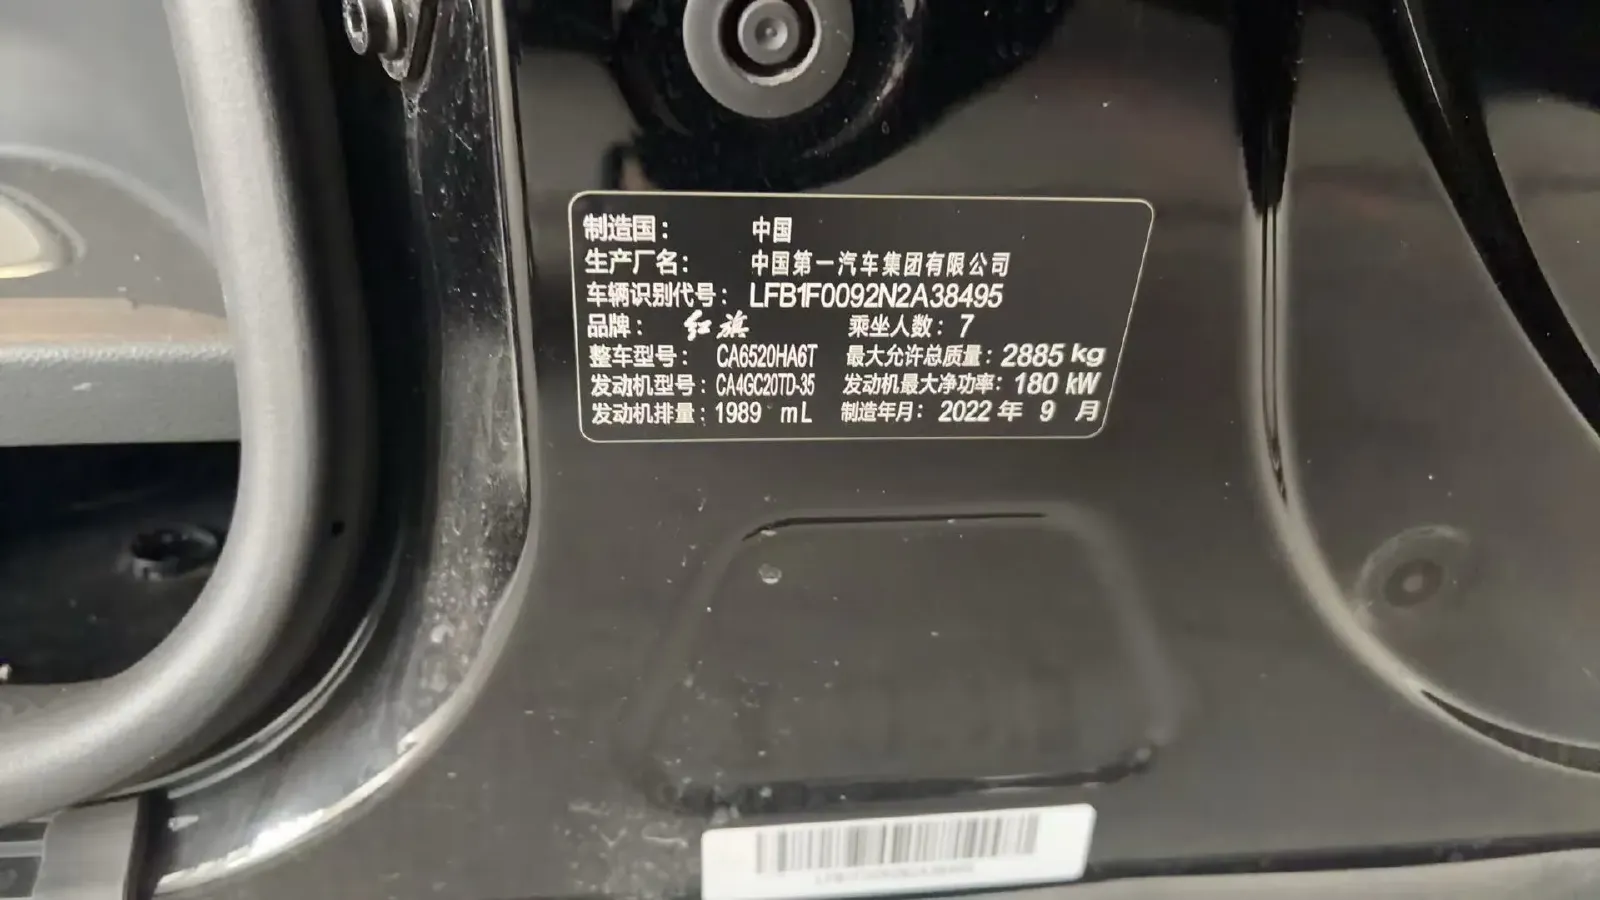 制造国： 中国
生产厂名： 中国第一汽车集团有限公司
车辆识别代号： LFB1F0092N2A38495
品牌： 红旗 乘坐人数： 7
整车型号： CA6520HA6T 最大允许总质量： 2885 kg
发动机型号： CA4GC20TD-35 发动机最大净功率： 180 kW
发动机排量： 1989 mL 制造年月： 2022 年 9 月